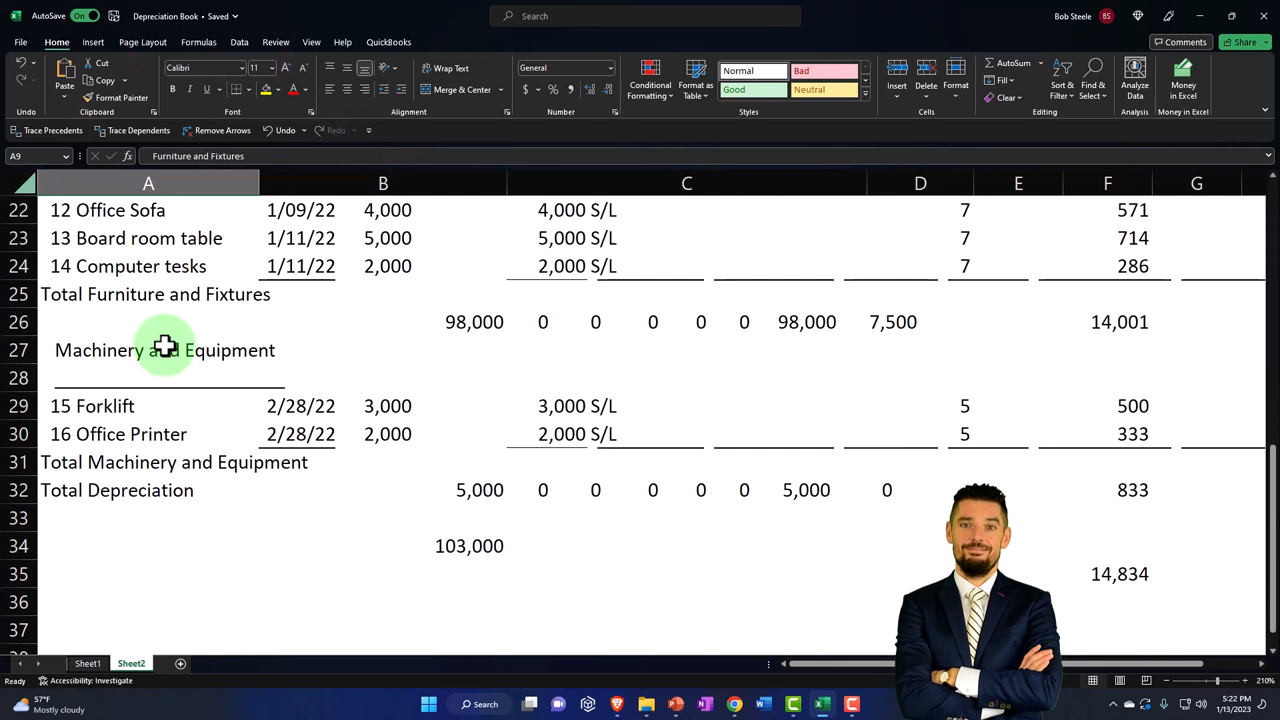 AutoSave On Depreciation Book • Saved Search Bob Steele BS
File Home Insert Page Layout Formulas Data Review View Help QuickBooks Comments Share
Cut Calibri 11 Wrap Text General Normal Bad AutoSum
Paste Copy Conditional Formatting Format as Table Insert Delete Format Fill Sort & Filter Find & Select Analyze Data Money in Excel
Format Painter B I U Merge & Center $ % Good Neutral Clear
Undo Clipboard Font Alignment Number Styles Cells Editing Analysis Money in Excel
Trace Precedents Trace Dependents Remove Arrows Undo Redo
A9 fx Furniture and Fixtures
A B C D E F G
22 12 Office Sofa 1/09/22 4,000 4,000 S/L 7 571
23 13 Board room table 1/11/22 5,000 5,000 S/L 7 714
24 14 Computer tesks 1/11/22 2,000 2,000 S/L 7 286
25 Total Furniture and Fixtures
26 98,000 0 0 0 0 0 98,000 7,500 14,001
27 Machinery and Equipment
28
29 15 Forklift 2/28/22 3,000 3,000 S/L 5 500
30 16 Office Printer 2/28/22 2,000 2,000 S/L 5 333
31 Total Machinery and Equipment
32 Total Depreciation 5,000 0 0 0 0 0 5,000 0 833
33
34 103,000
35 14,834
36
37
Sheet1 Sheet2
Ready Accessibility: Investigate 210%
57°F Search 5:22 PM
Mostly cloudy 1/13/2023